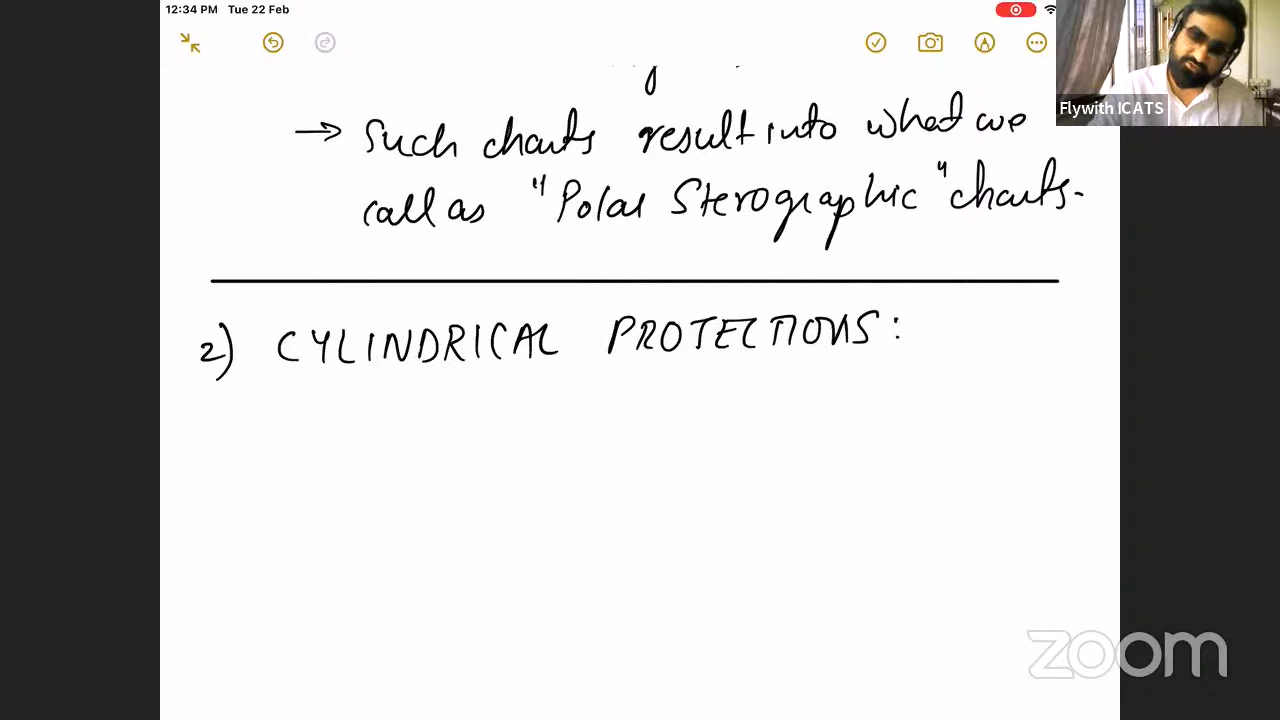 12:34 PM Tue 22 Feb
Flywith ICATS
→ Such charts result into what we
call as "Polar Sterographic" charts.
2) CYLINDRICAL PROTECTIONS:
zoom